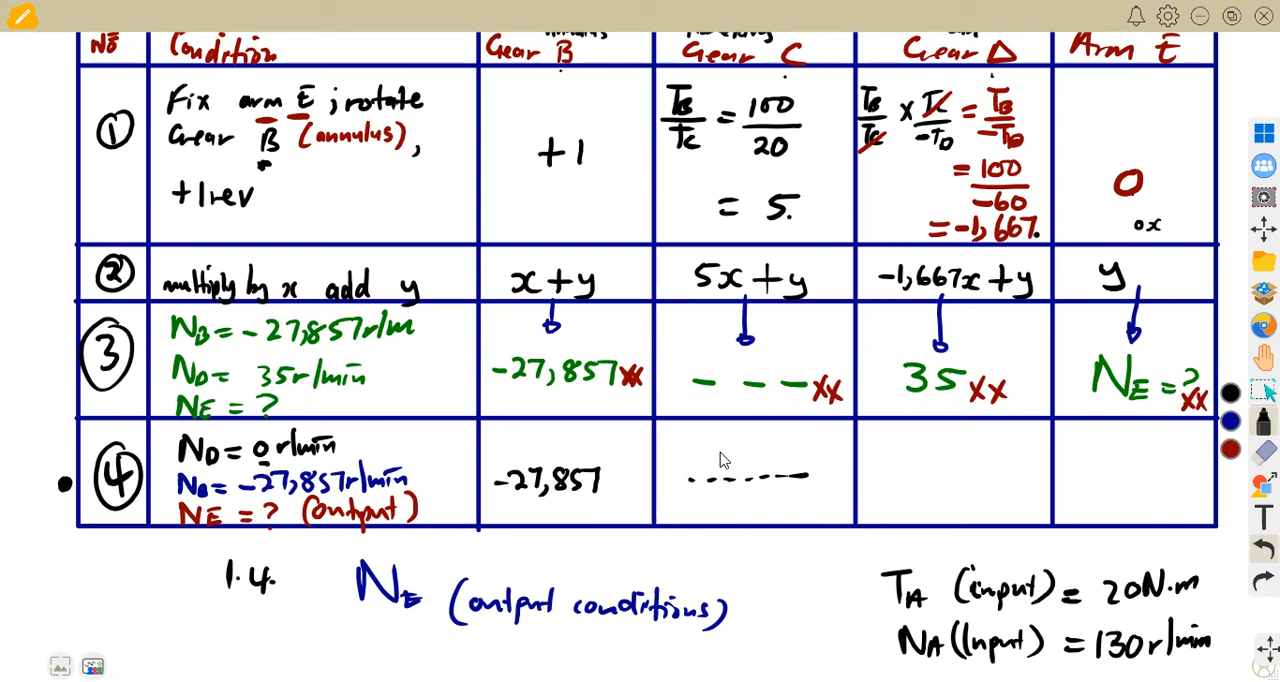 NO Condition Gear B Gear C Gear D Arm E
① Fix arm E ; rotate
Gear B (annulus),
+1rev
+1
TB/TC = 100/20
= 5.
TB/TC × TC/-TD = TB/-TD
= 100/-60
= -1,667.
0
0x
② multiply by x add y x+y 5x+y -1,667x+y y
③ NB = -27,857r/m
ND = 35r/min
NE = ?
-27,857xx - - - xx 35xx NE = ? xx
④ ND = 0 r/min
NB = -27,857r/min
NE = ? (output)
-27,857
1.4. NE (output conditions)
TA (input) = 20N.m
NA (Input) = 130r/min
T